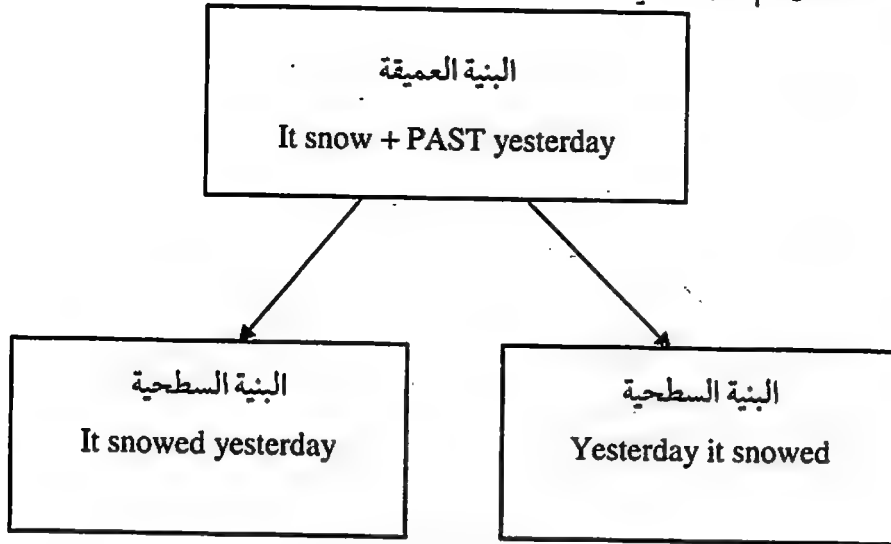 البنية العميقة
It snow + PAST yesterday
البنية السطحية
It snowed yesterday
البنية السطحية
Yesterday it snowed